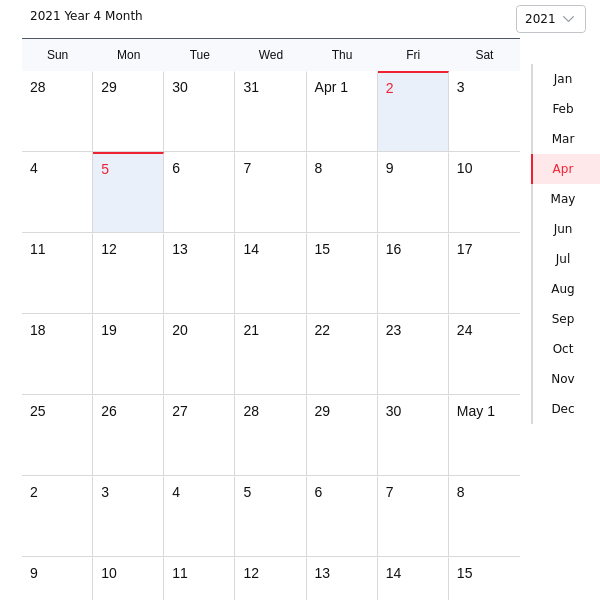 2021 Year 4 Month
2021
Sun Mon Tue Wed Thu Fri Sat
28 29 30 31 Apr 1 2 3
4 5 6 7 8 9 10
11 12 13 14 15 16 17
18 19 20 21 22 23 24
25 26 27 28 29 30 May 1
2 3 4 5 6 7 8
9 10 11 12 13 14 15
Jan
Feb
Mar
Apr
May
Jun
Jul
Aug
Sep
Oct
Nov
Dec